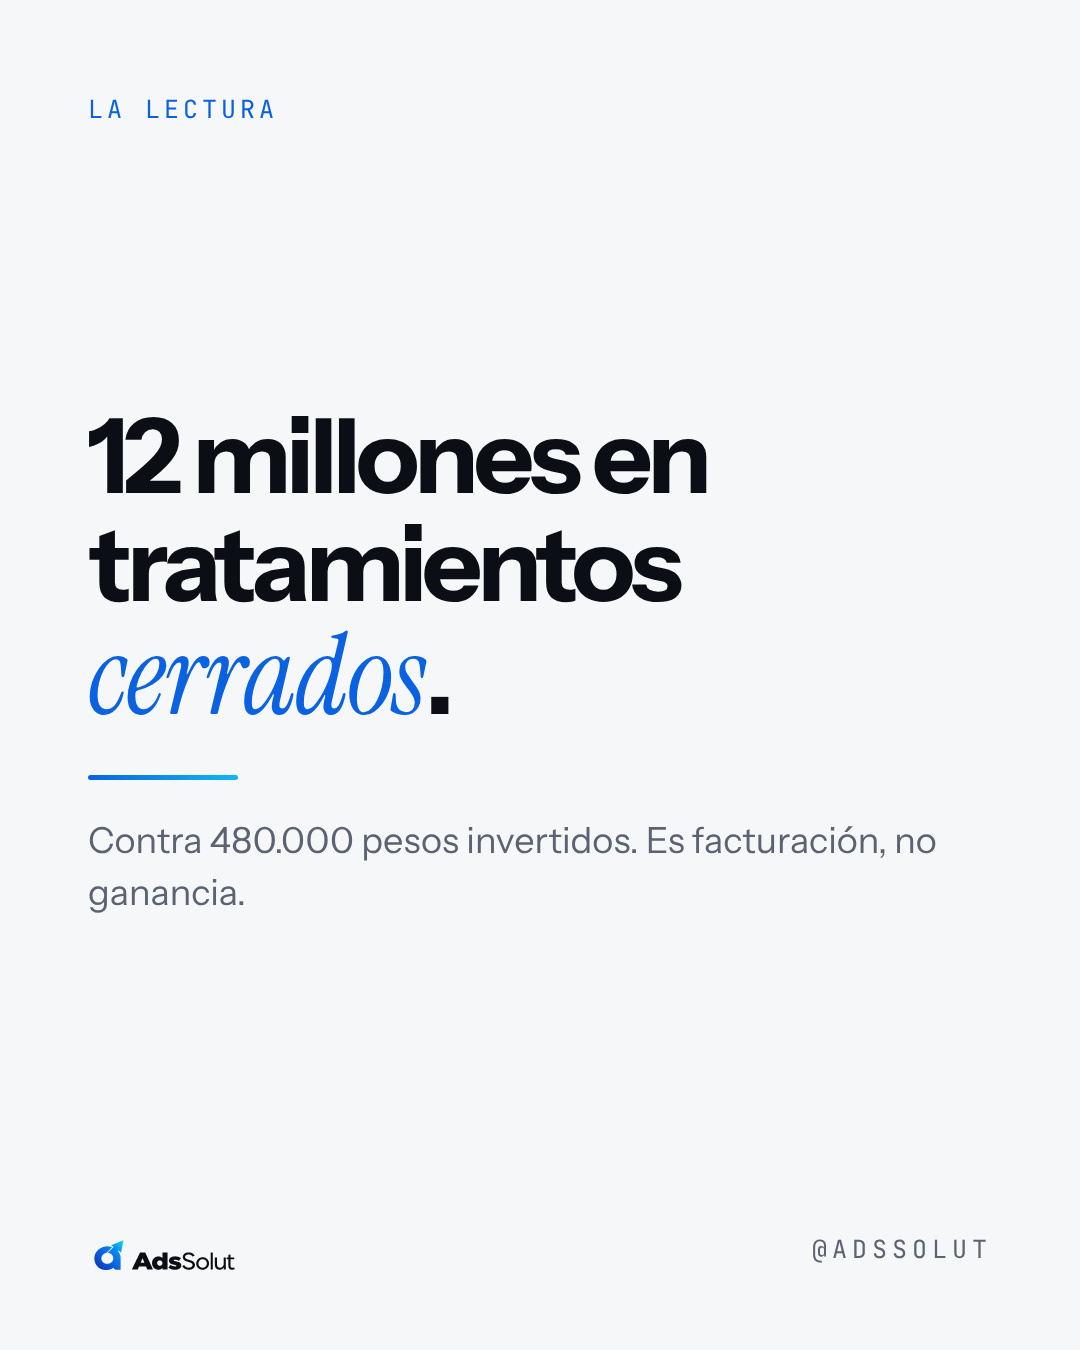 LA LECTURA
12 millones en
tratamientos
cerrados.
Contra 480.000 pesos invertidos. Es facturación, no
ganancia.
AdsSolut
@ADSSOLUT